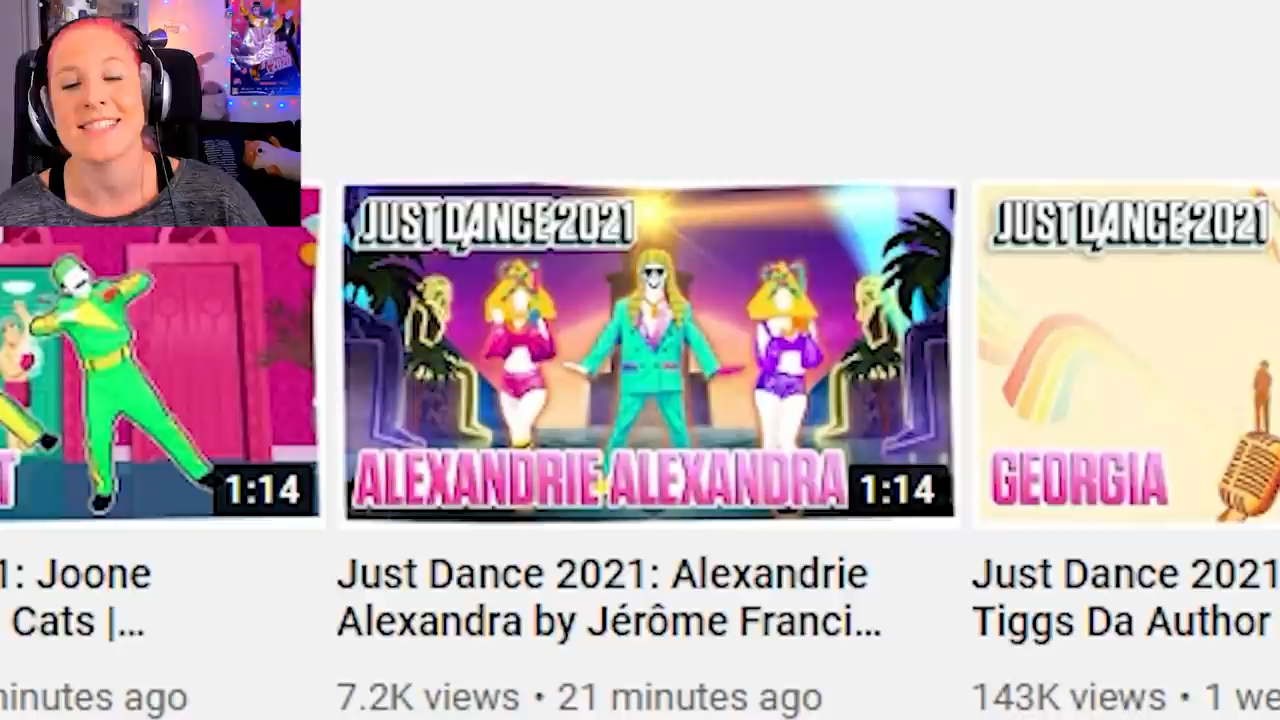 JUST DANCE 2021
JUST DANCE 2021
ALEXANDRIE ALEXANDRA
GEORGIA
1:14
1:14
1: Joone
Cats |...
minutes ago
Just Dance 2021: Alexandrie
Alexandra by Jérôme Franci...
7.2K views • 21 minutes ago
Just Dance 2021
Tiggs Da Author
143K views • 1 we
2020